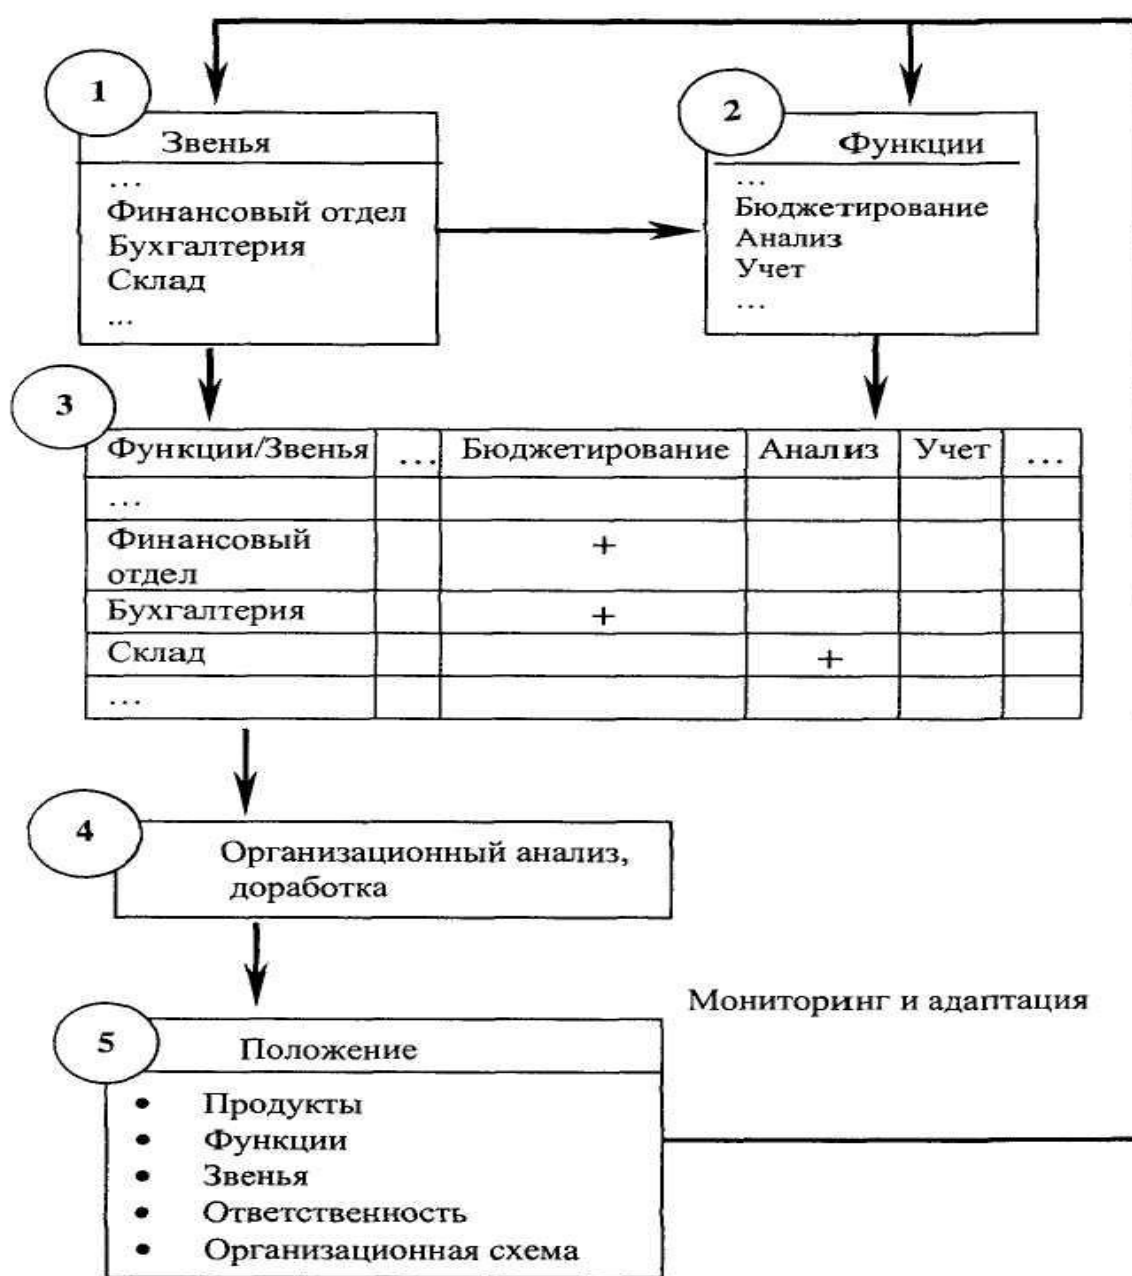 1
Звенья
...
Финансовый отдел
Бухгалтерия
Склад
...
2
Функции
...
Бюджетирование
Анализ
Учет
...
3
Функции/Звенья ... Бюджетирование Анализ Учет ...
...
Финансовый
отдел +
Бухгалтерия +
Склад +
...
4
Организационный анализ,
доработка
Мониторинг и адаптация
5
Положение
• Продукты
• Функции
• Звенья
• Ответственность
• Организационная схема